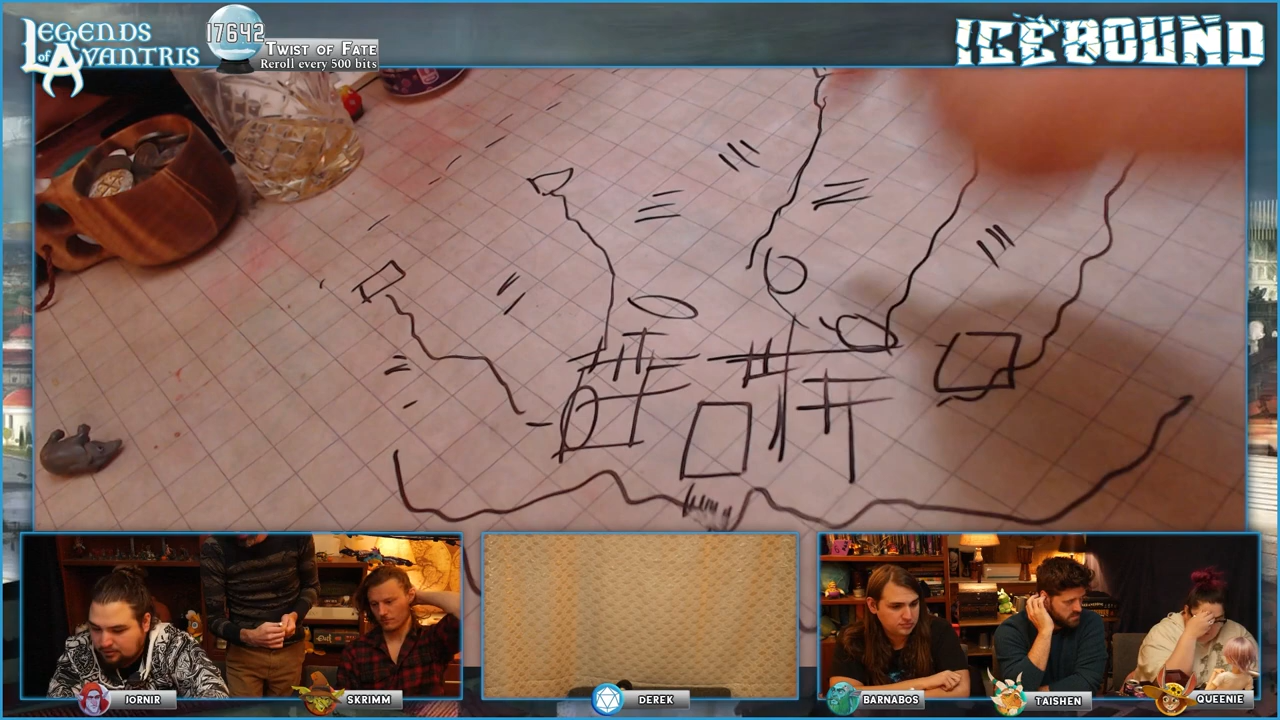 LEGENDS
of AVANTRIS
17642
TWIST OF FATE
Reroll every 500 bits
ICEBOUND
IORNIR
SKRIMM
DEREK
BARNABOS
TAISHEN
QUEENIE